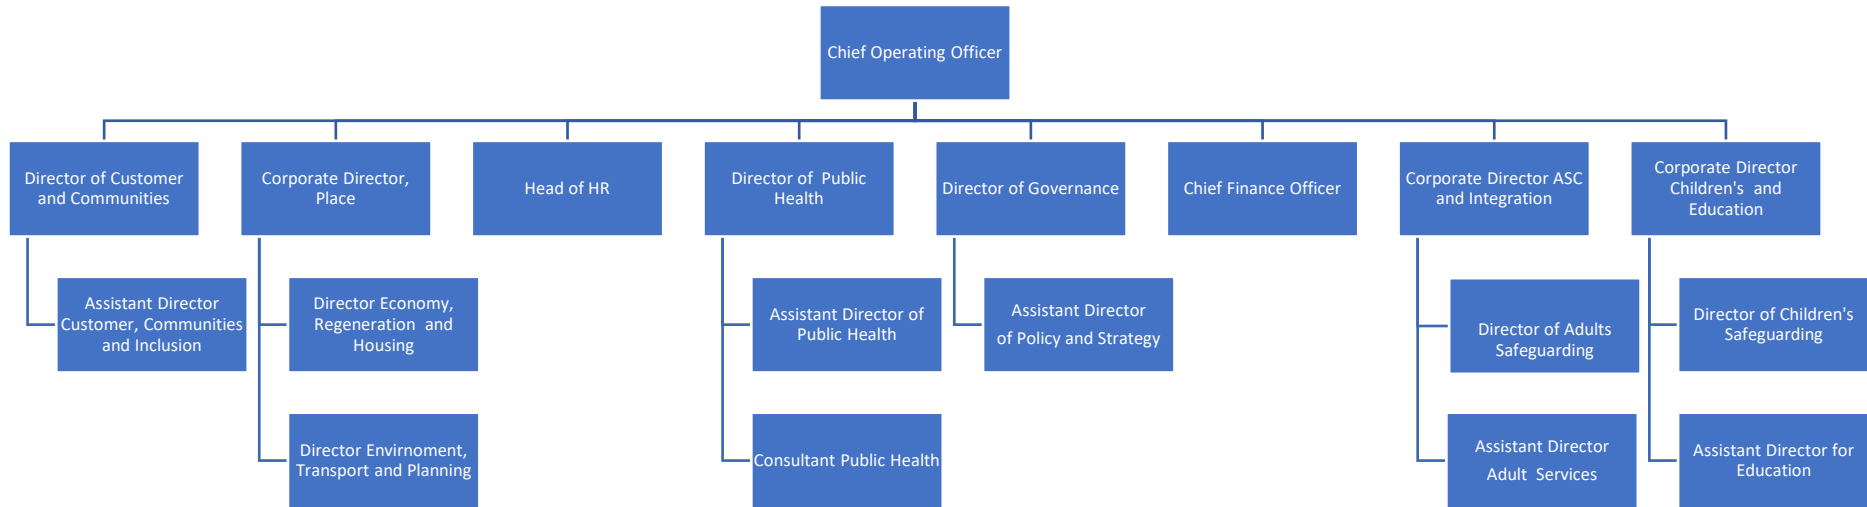 Chief Operating Officer
Director of Customer
and Communities
Corporate Director,
Place
Head of HR
Director of Public
Health
Director of Governance
Chief Finance Officer
Corporate Director ASC
and Integration
Corporate Director
Children's and
Education
Assistant Director
Customer, Communities
and Inclusion
Director Economy,
Regeneration and
Housing
Assistant Director of
Public Health
Assistant Director
of Policy and Strategy
Director of Adults
Safeguarding
Director of Children's
Safeguarding
Director Envirnoment,
Transport and Planning
Consultant Public Health
Assistant Director
Adult Services
Assistant Director for
Education